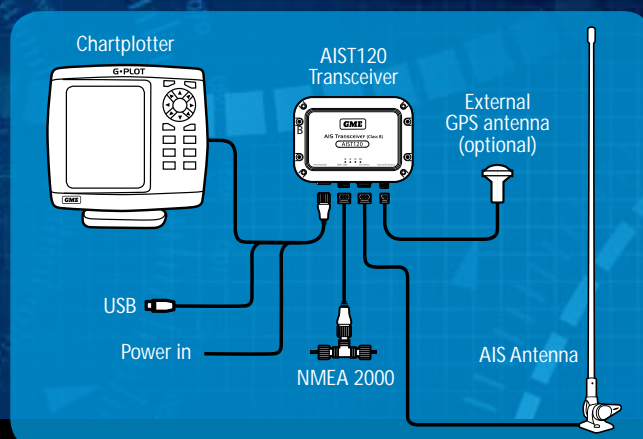 Chartplotter
G•PLOT
GME
AIST120
Transceiver
GME
AIS Transceiver (Class B)
AIST120
External
GPS antenna
(optional)
USB
Power in
NMEA 2000
AIS Antenna